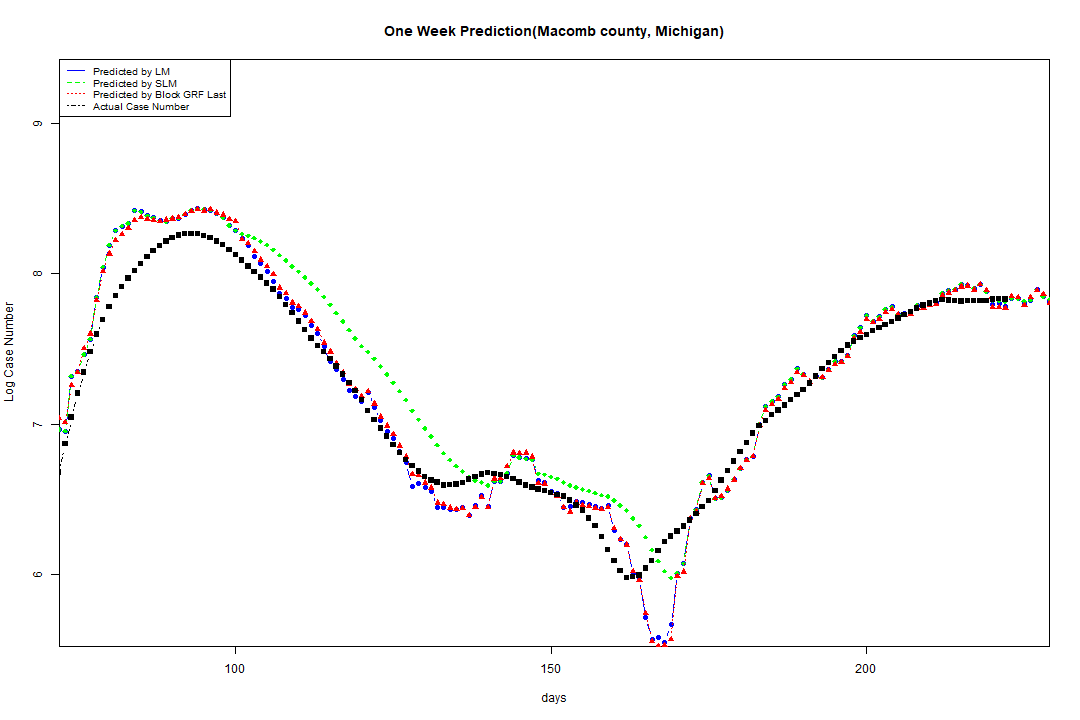 One Week Prediction(Macomb county, Michigan)
Predicted by LM
Predicted by SLM
Predicted by Block GRF Last
Actual Case Number
9
8
7
6
Log Case Number
100 150 200
days